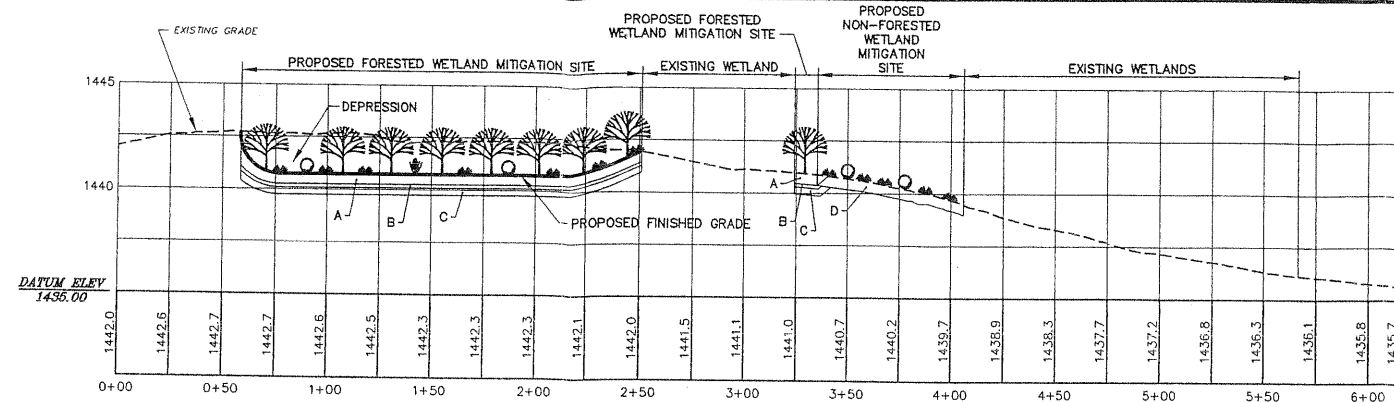 EXISTING GRADE
PROPOSED FORESTED
WETLAND MITIGATION SITE
PROPOSED
NON-FORESTED
WETLAND
MITIGATION
SITE
1445
PROPOSED FORESTED WETLAND MITIGATION SITE
EXISTING WETLAND
EXISTING WETLANDS
DEPRESSION
1440
A
B
C
PROPOSED FINISHED GRADE
A
B
C
D
DATUM ELEV
1435.00
1442.0
1442.6
1442.7
1442.7
1442.6
1442.5
1442.3
1442.3
1442.3
1442.1
1442.0
1441.5
1441.1
1441.0
1440.7
1440.2
1439.7
1438.9
1438.3
1437.7
1437.2
1436.8
1436.3
1436.1
1435.8
1435.7
0+00
0+50
1+00
1+50
2+00
2+50
3+00
3+50
4+00
4+50
5+00
5+50
6+00